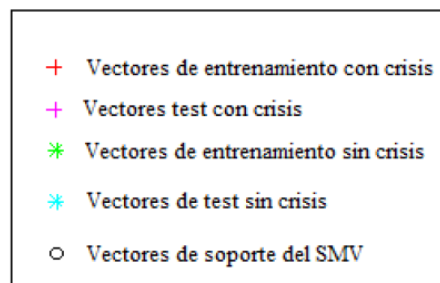 Vectores de entrenamiento con crisis
Vectores test con crisis
Vectores de entrenamiento sin crisis
Vectores de test sin crisis
Vectores de soporte del SMV